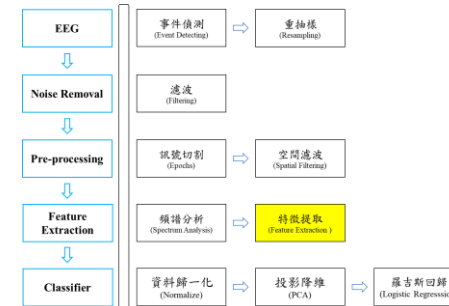 EEG
事件偵測
(Event Detecting)
重抽樣
(Resampling)
Noise Removal
濾波
(Filtering)
Pre-processing
訊號切割
(Epochs)
空間濾波
(Spatial Filtering)
Feature
Extraction
頻譜分析
(Spectrum Analysis)
特徵提取
(Feature Extraction )
Classifier
資料歸一化
(Normalize)
投影降維
(PCA)
羅吉斯回歸
(Logistic Regression